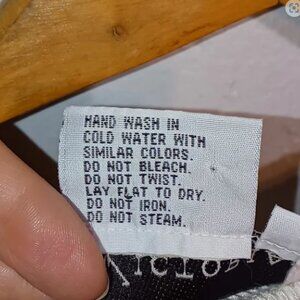 HAND WASH IN
COLD WATER WITH
SIMILAR COLORS.
DO NOT BLEACH.
DO NOT TWIST.
LAY FLAT TO DRY.
DO NOT IRON.
DO NOT STEAM.